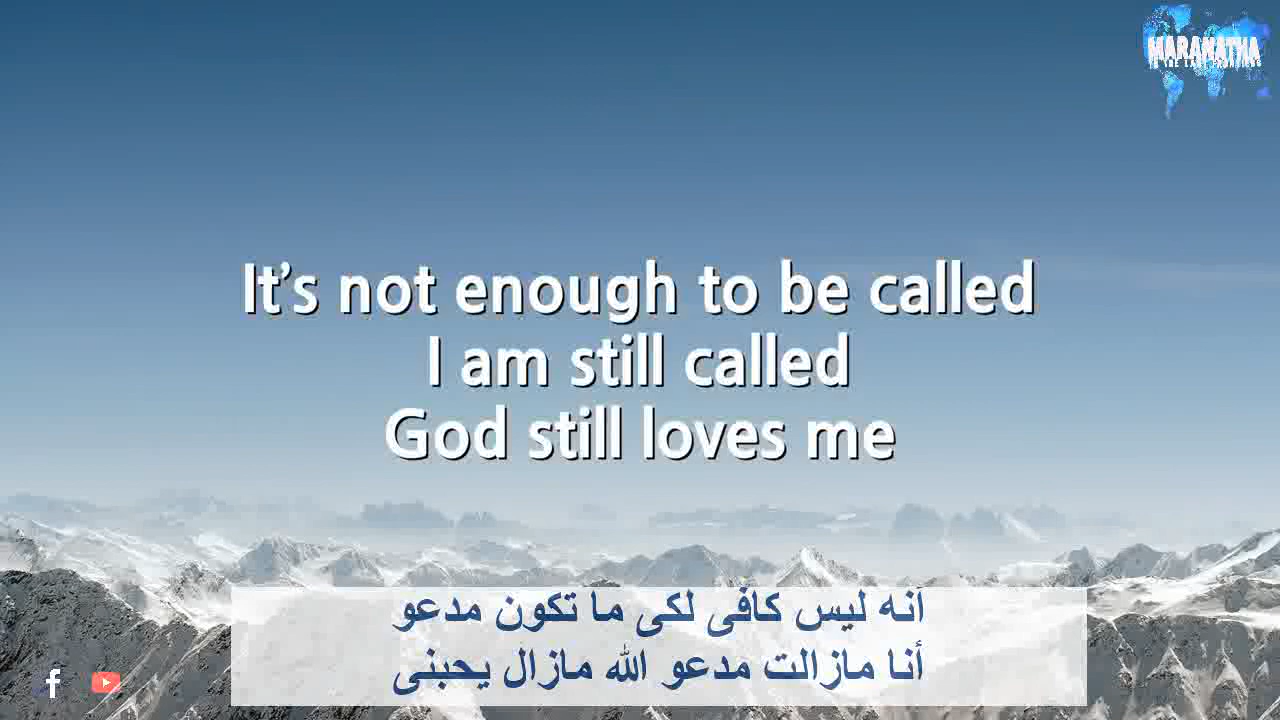 MARANATHA
It's not enough to be called
I am still called
God still loves me
أنه ليس كافى لكى ما تكون مدعو
أنا مازالت مدعو الله مازال يحبنى